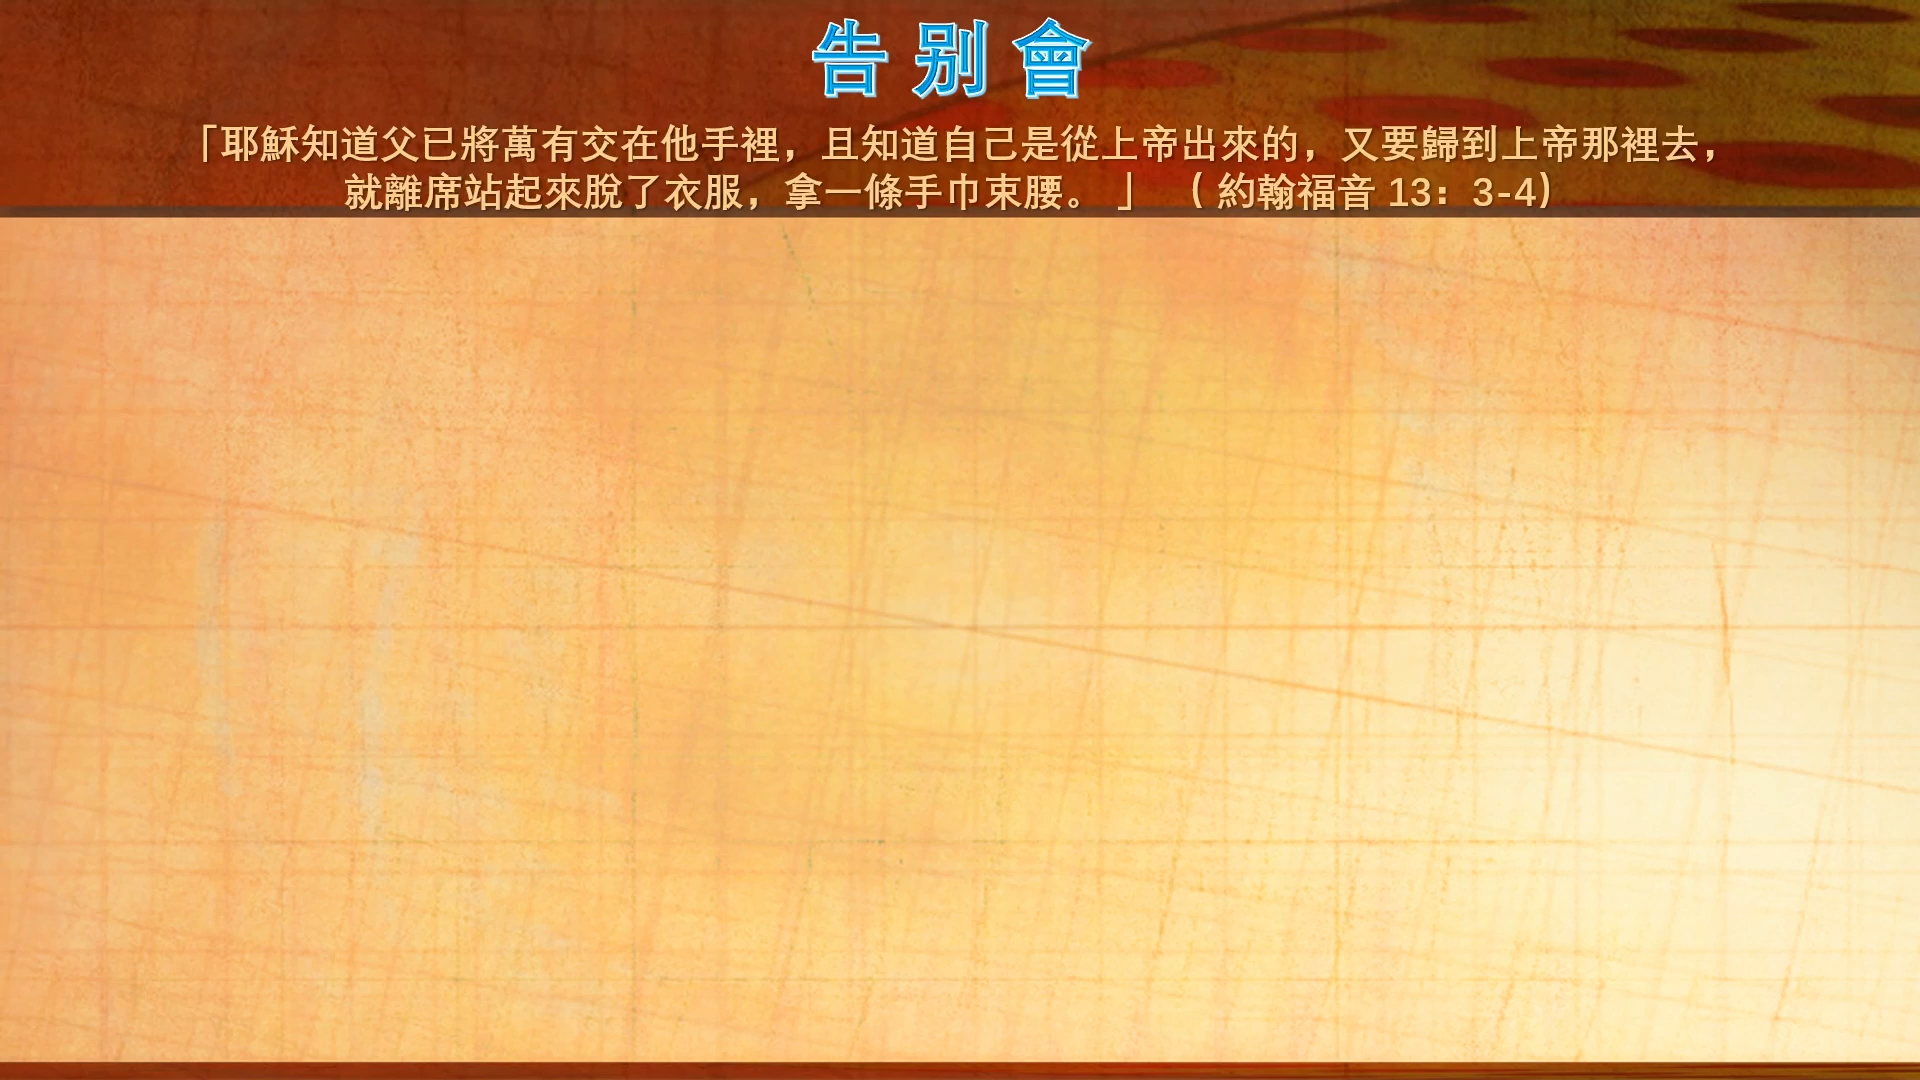 告別會
「耶穌知道父已將萬有交在他手裡，且知道自己是從上帝出來的，又要歸到上帝那裡去，
就離席站起來脫了衣服，拿一條手巾束腰。」 （約翰福音 13：3-4）